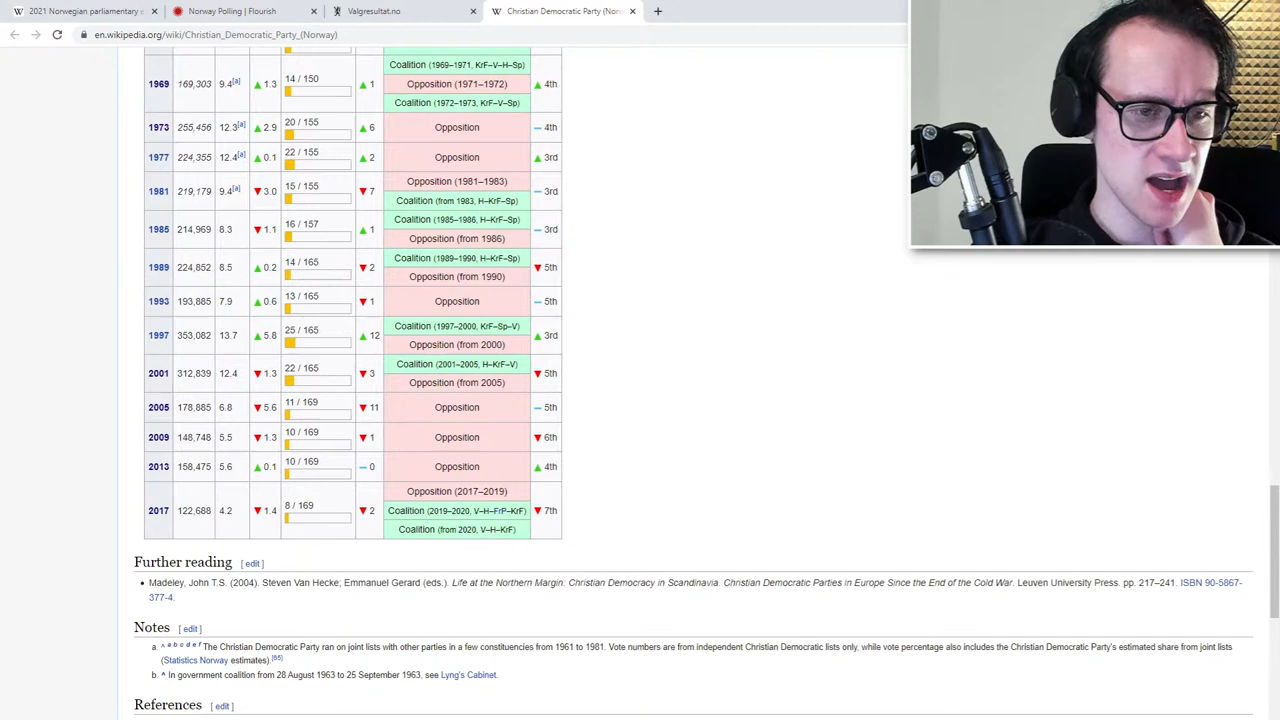 2021 Norwegian parliamentary e
Norway Polling | Flourish
Valgresultat.no
Christian Democratic Party (Norw
en.wikipedia.org/wiki/Christian_Democratic_Party_(Norway)
Coalition (1969–1971, KrF–V–H–Sp)
1969 169,303 9.4[a] ▲ 1.3 14 / 150 ▲ 1 Opposition (1971–1972) ▲ 4th
Coalition (1972–1973, KrF–V–Sp)
1973 255,456 12.3[a] ▲ 2.9 20 / 155 ▲ 6 Opposition – 4th
1977 224,355 12.4[a] ▲ 0.1 22 / 155 ▲ 2 Opposition ▲ 3rd
1981 219,179 9.4[a] ▼ 3.0 15 / 155 ▼ 7 Opposition (1981–1983) – 3rd
Coalition (from 1983, H–KrF–Sp)
1985 214,969 8.3 ▼ 1.1 16 / 157 ▲ 1 Coalition (1985–1986, H–KrF–Sp) – 3rd
Opposition (from 1986)
1989 224,852 8.5 ▲ 0.2 14 / 165 ▼ 2 Coalition (1989–1990, H–KrF–Sp) ▼ 5th
Opposition (from 1990)
1993 193,885 7.9 ▲ 0.6 13 / 165 ▼ 1 Opposition – 5th
1997 353,082 13.7 ▲ 5.8 25 / 165 ▲ 12 Coalition (1997–2000, KrF–Sp–V) ▲ 3rd
Opposition (from 2000)
2001 312,839 12.4 ▼ 1.3 22 / 165 ▼ 3 Coalition (2001–2005, H–KrF–V) ▼ 5th
Opposition (from 2005)
2005 178,885 6.8 ▼ 5.6 11 / 169 ▼ 11 Opposition – 5th
2009 148,748 5.5 ▼ 1.3 10 / 169 ▼ 1 Opposition ▼ 6th
2013 158,475 5.6 ▲ 0.1 10 / 169 – 0 Opposition ▲ 4th
2017 122,688 4.2 ▼ 1.4 8 / 169 ▼ 2 Opposition (2017–2019) ▼ 7th
Coalition (2019–2020, V–H–FrP–KrF)
Coalition (from 2020, V–H–KrF)
Further reading [ edit ]
• Madeley, John T.S. (2004). Steven Van Hecke; Emmanuel Gerard (eds.). Life at the Northern Margin: Christian Democracy in Scandinavia. Christian Democratic Parties in Europe Since the End of the Cold War. Leuven University Press. pp. 217–241. ISBN 90-5867-
377-4.
Notes [ edit ]
a. ^ a b c d e f The Christian Democratic Party ran on joint lists with other parties in a few constituencies from 1961 to 1981. Vote numbers are from independent Christian Democratic lists only, while vote percentage also includes the Christian Democratic Party's estimated share from joint lists
(Statistics Norway estimates).[65]
b. ^ In government coalition from 28 August 1963 to 25 September 1963, see Lyng's Cabinet.
References [ edit ]